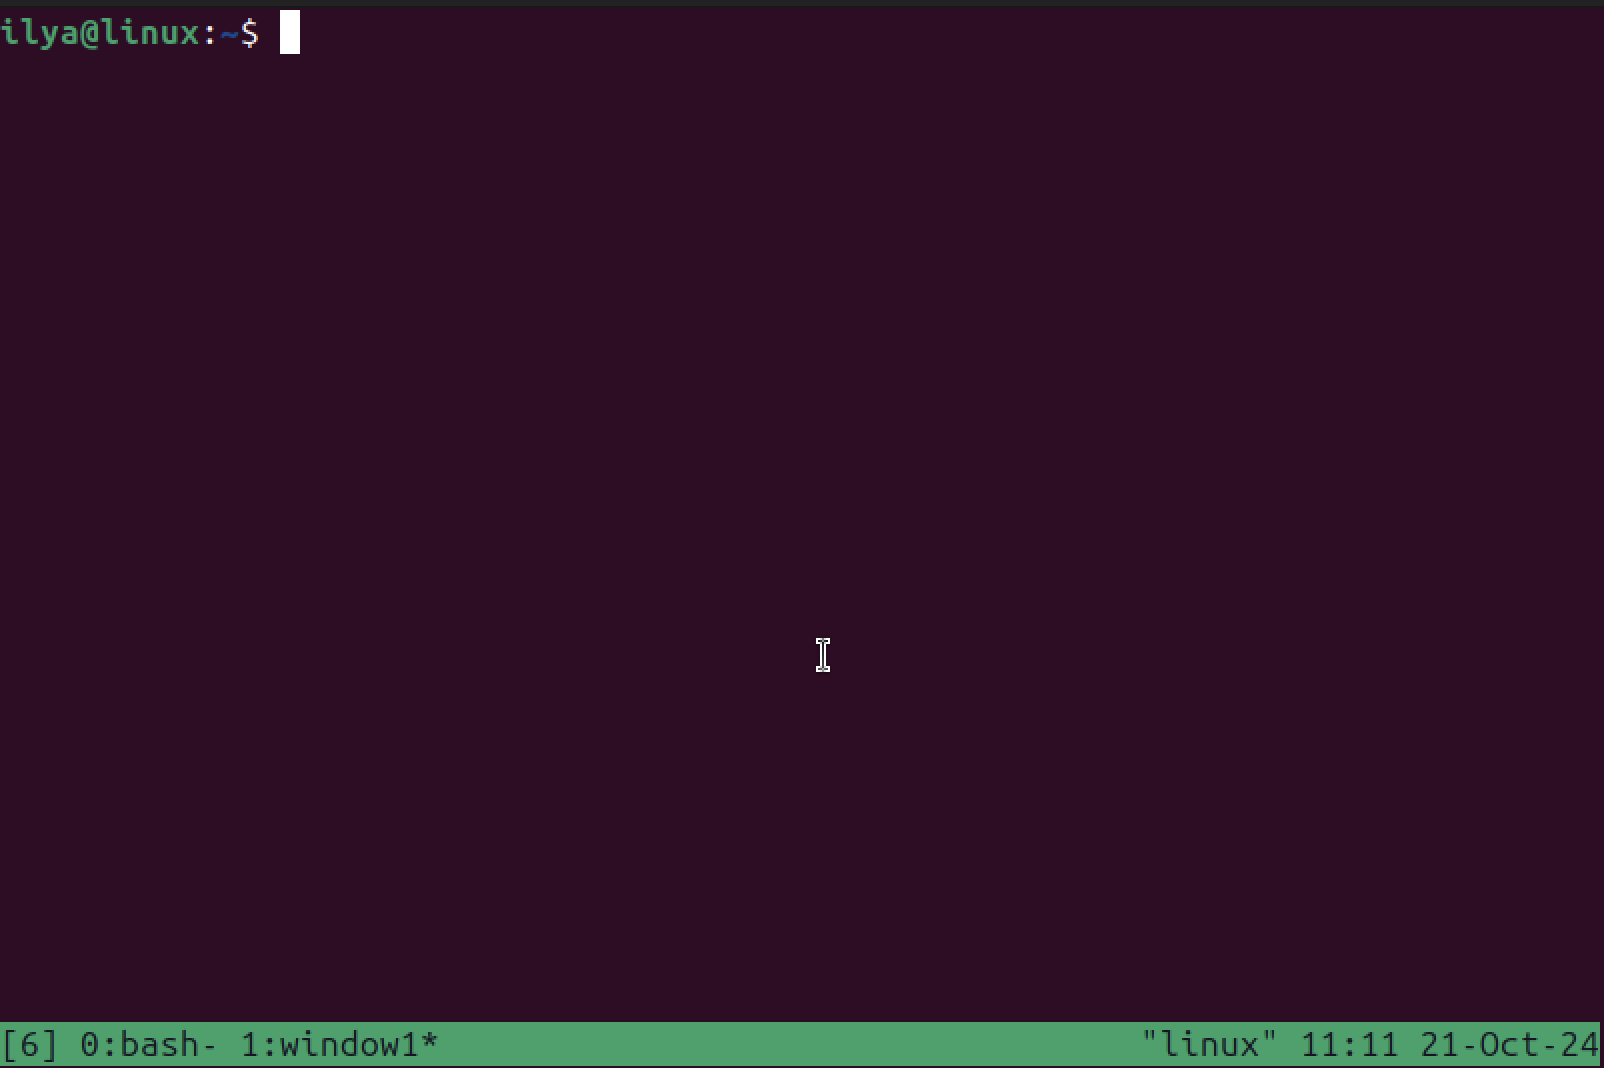 ilya@linux:~$
[6] 0:bash- 1:window1* "linux" 11:11 21-Oct-24